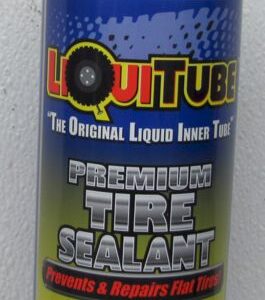 LIQUITUBE
"THE ORIGINAL LIQUID INNER TUBE"
PREMIUM
TIRE
SEALANT
Prevents & Repairs Flat Tires!